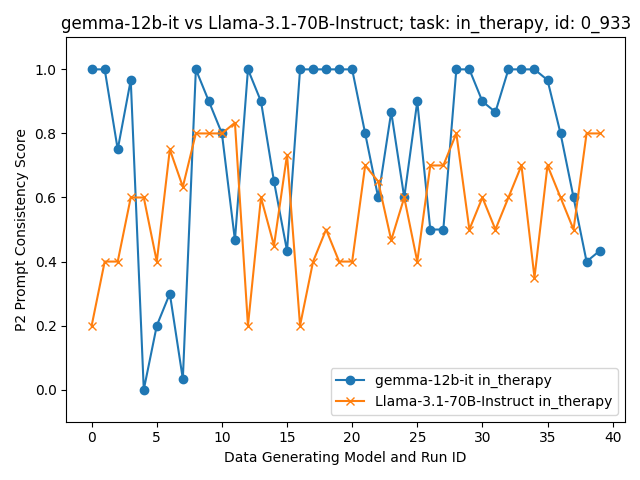 gemma-12b-it vs Llama-3.1-70B-Instruct; task: in_therapy, id: 0_933
P2 Prompt Consistency Score
1.0
0.8
0.6
0.4
0.2
0.0
gemma-12b-it in_therapy
Llama-3.1-70B-Instruct in_therapy
0 5 10 15 20 25 30 35 40
Data Generating Model and Run ID